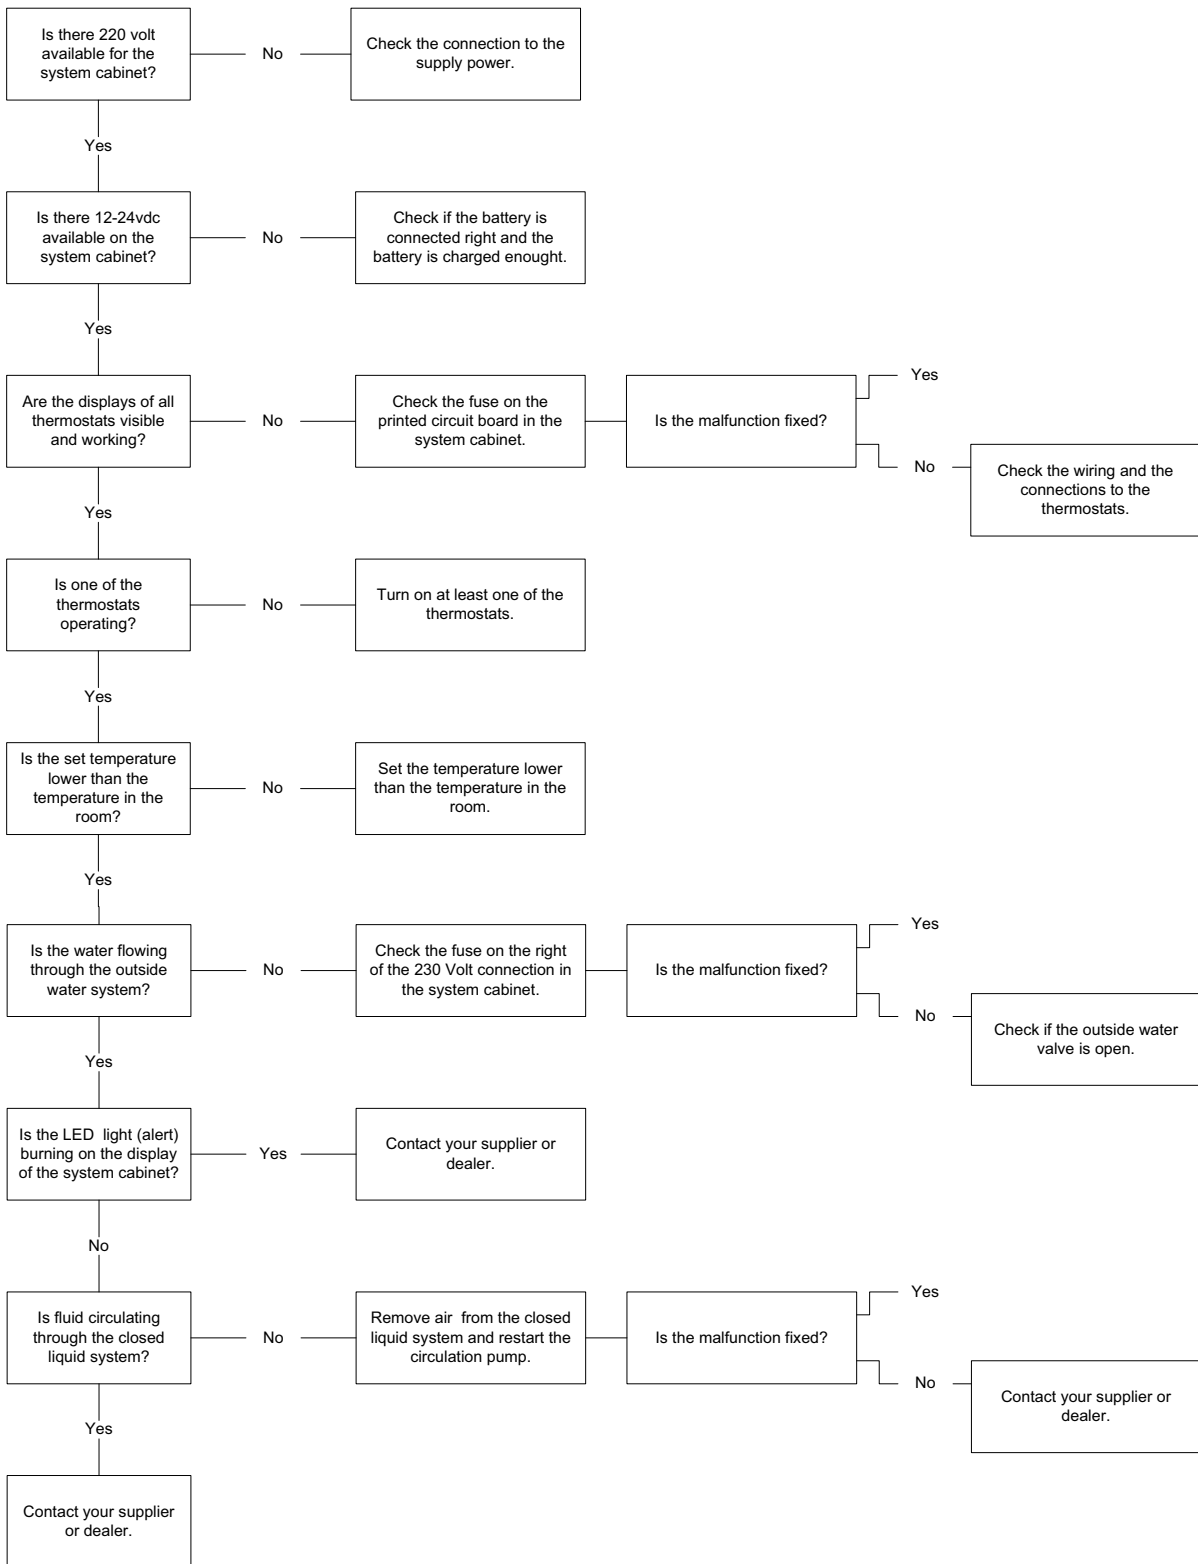 Is there 220 volt
available for the
system cabinet?
No
Check the connection to the
supply power.
Yes
Is there 12-24vdc
available on the
system cabinet?
No
Check if the battery is
connected right and the
battery is charged enought.
Yes
Are the displays of all
thermostats visible
and working?
No
Check the fuse on the
printed circuit board in the
system cabinet.
Is the malfunction fixed?
Yes
No
Check the wiring and the
connections to the
thermostats.
Yes
Is one of the
thermostats
operating?
No
Turn on at least one of the
thermostats.
Yes
Is the set temperature
lower than the
temperature in the
room?
No
Set the temperature lower
than the temperature in the
room.
Yes
Is the water flowing
through the outside
water system?
No
Check the fuse on the right
of the 230 Volt connection in
the system cabinet.
Is the malfunction fixed?
Yes
No
Check if the outside water
valve is open.
Yes
Is the LED light (alert)
burning on the display
of the system cabinet?
Yes
Contact your supplier or
dealer.
No
Is fluid circulating
through the closed
liquid system?
No
Remove air from the closed
liquid system and restart the
circulation pump.
Is the malfunction fixed?
Yes
No
Contact your supplier or
dealer.
Yes
Contact your supplier
or dealer.